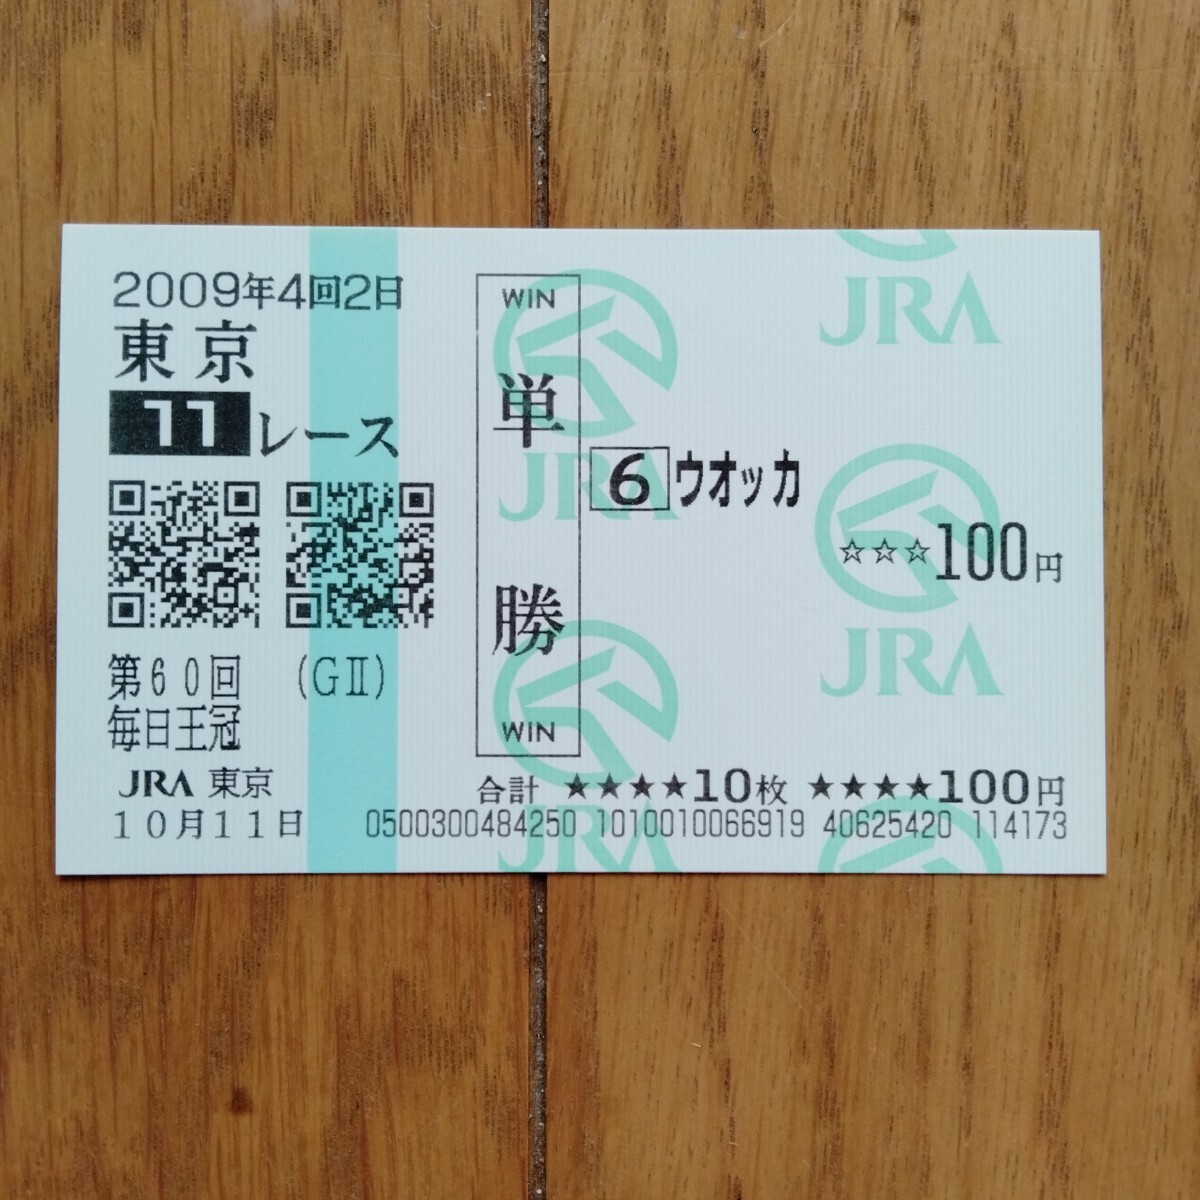 2009年4回2日
東京
11レース
第60回 (GⅡ)
毎日王冠
JRA 東京
10月11日
WIN
単勝
WIN
6 ウオッカ
☆☆☆100円
合計 ★★★★10枚 ★★★★100円
0500300484250 1010010066919 40625420 114173
JRA
JRA
JRA
JRA